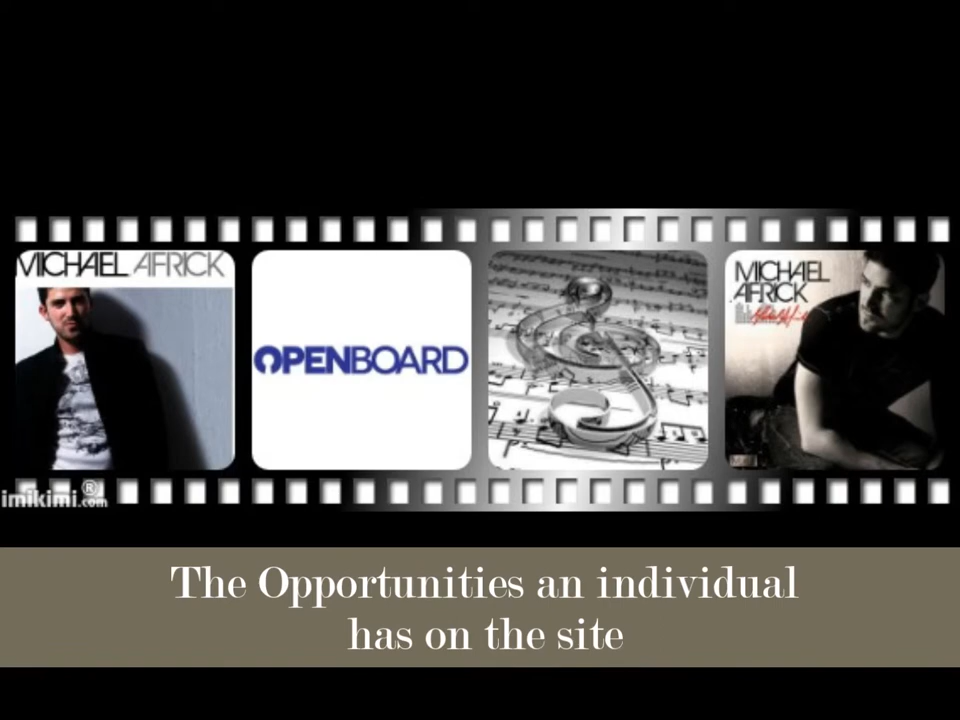 MICHAEL AFRICK
OPENBOARD
MICHAEL
AFRICK
imikimi.com®
The Opportunities an individual
has on the site